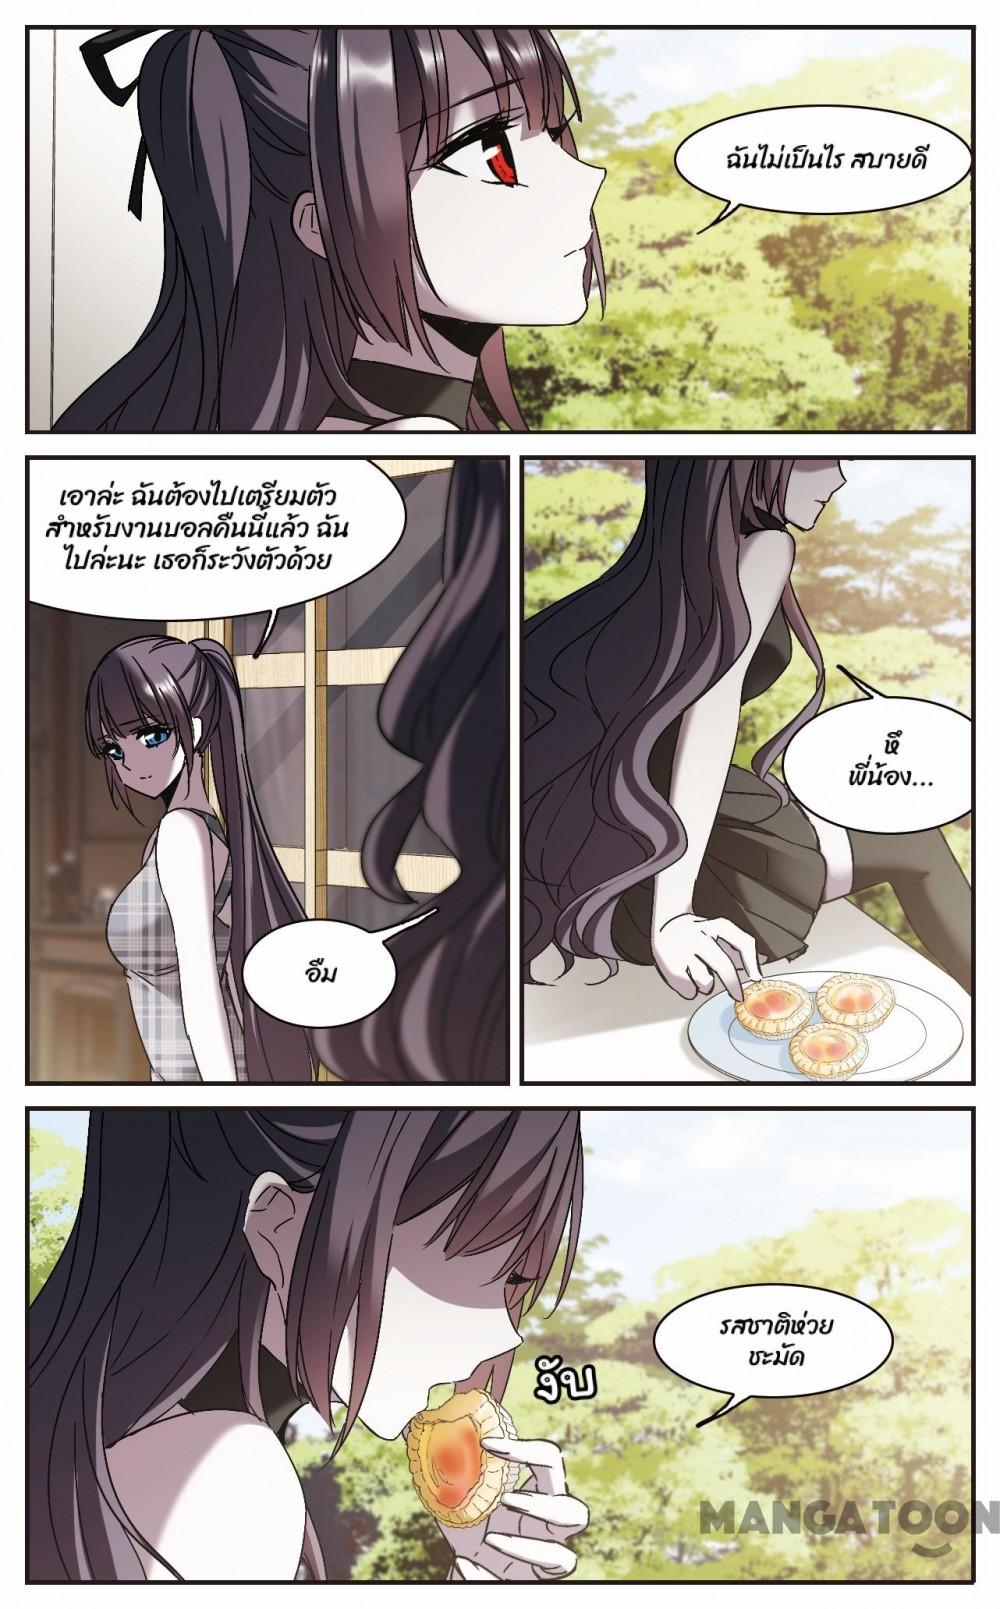 ฉันไม่เป็นไร สบายดี
เอาล่ะ ฉันต้องไปเตรียมตัว
สำหรับงานบอลคืนนี้แล้ว ฉัน
ไปล่ะนะ เธอก็ระวังตัวด้วย
อืม
หึ
พี่น้อง...
งับ
รสชาติห่วย
ชะมัด
MANGATOON